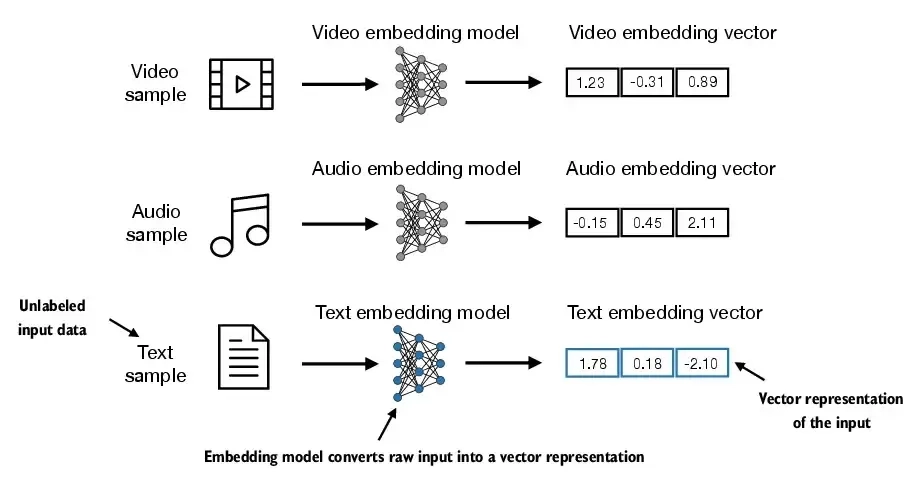 Video embedding model
Video embedding vector
Video
sample
1.23 -0.31 0.89
Audio embedding model
Audio embedding vector
Audio
sample
-0.15 0.45 2.11
Unlabeled
input data
Text embedding model
Text embedding vector
Text
sample
1.78 0.18 -2.10
Vector representation
of the input
Embedding model converts raw input into a vector representation